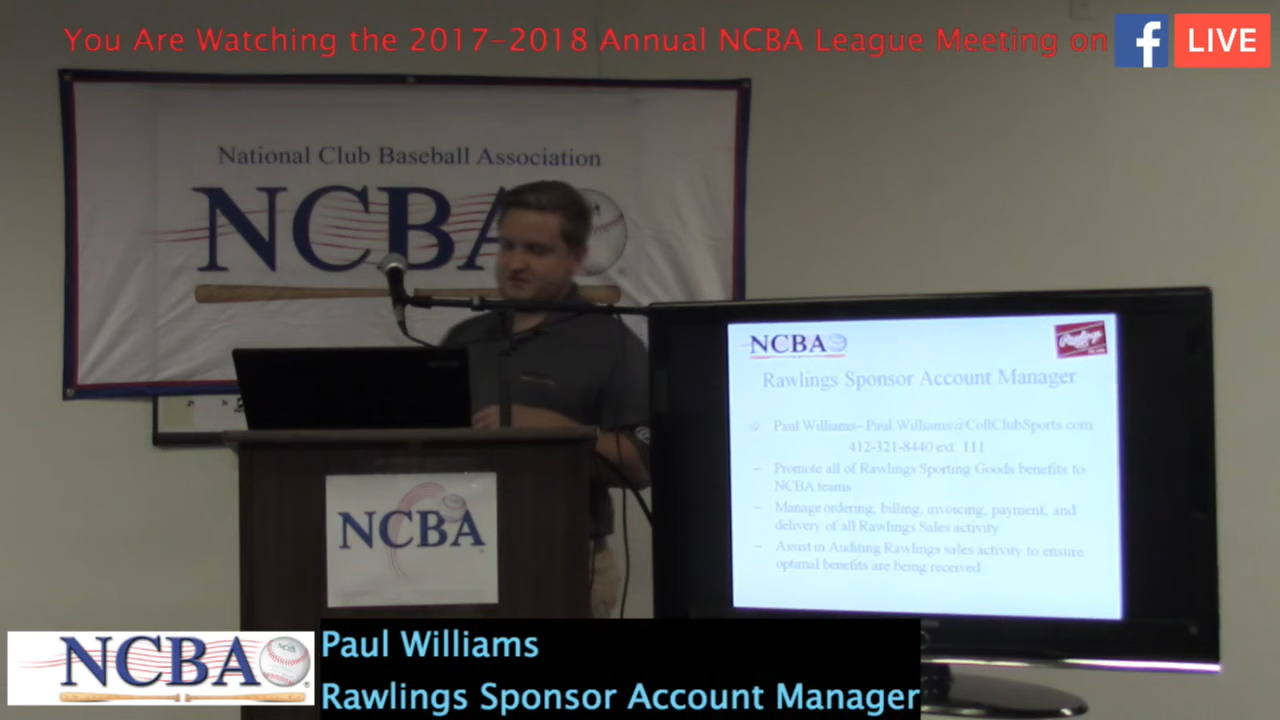 You Are Watching the 2017-2018 Annual NCBA League Meeting on f LIVE
National Club Baseball Association
NCBA
NCBA
Rawlings
Rawlings Sponsor Account Manager
Paul Williams– Paul.Williams@CollClubSports.com
412-321-8440 ext. 111
– Promote all of Rawlings Sporting Goods benefits to
NCBA teams
– Manage ordering, billing, invoicing, payment, and
delivery of all Rawlings Sales activity
– Assist in Auditing Rawlings sales activity to ensure
optimal benefits are being received
NCBA
NCBA
Paul Williams
Rawlings Sponsor Account Manager